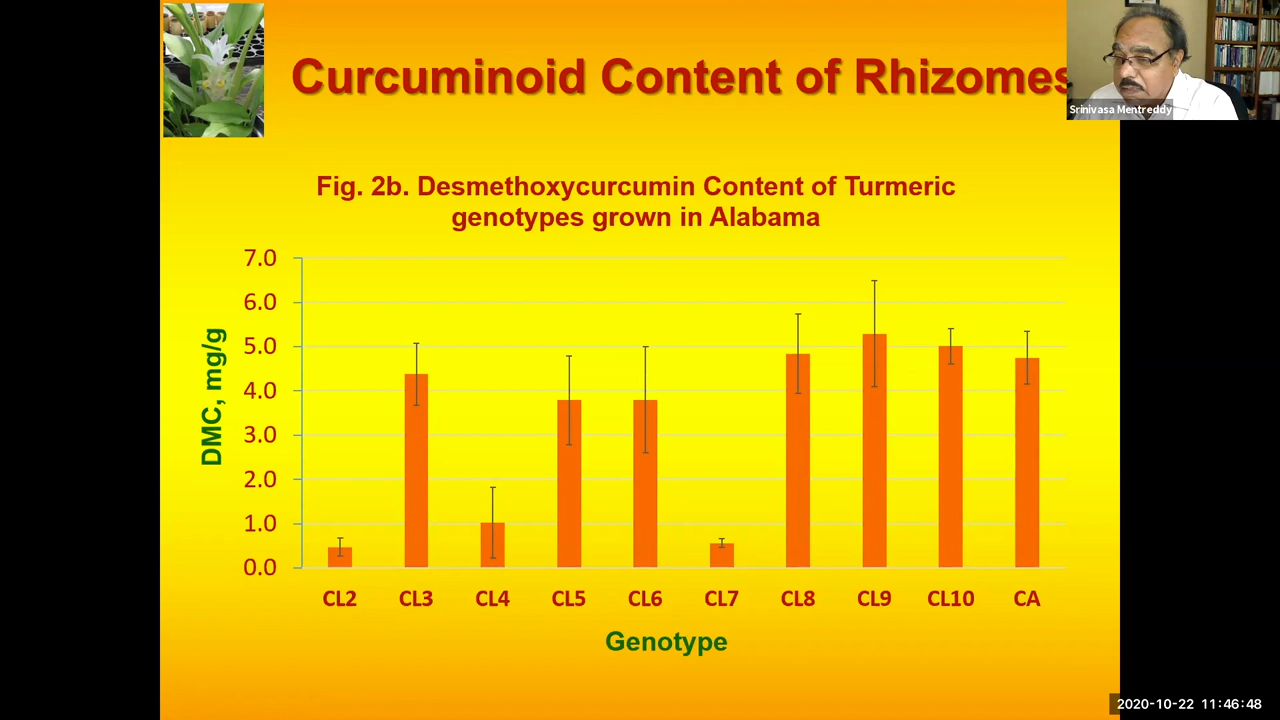 Curcuminoid Content of Rhizomes
Srinivasa Mentreddy
Fig. 2b. Desmethoxycurcumin Content of Turmeric
genotypes grown in Alabama
7.0
6.0
5.0
4.0
3.0
2.0
1.0
0.0
DMC, mg/g
CL2 CL3 CL4 CL5 CL6 CL7 CL8 CL9 CL10 CA
Genotype
2020-10-22 11:46:48